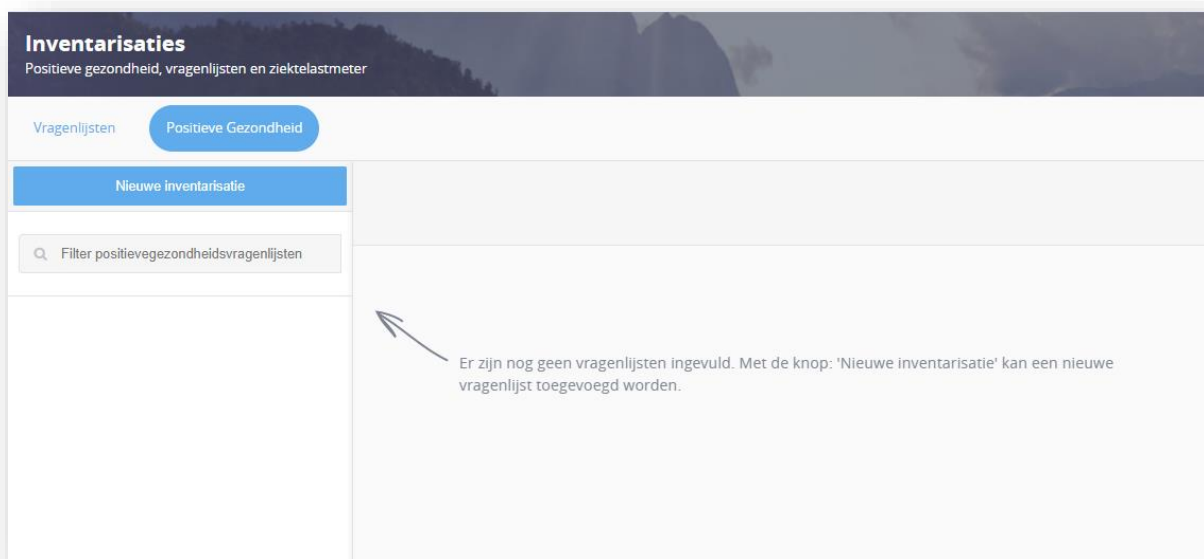 Inventarisaties
Positieve gezondheid, vragenlijsten en ziektelastmeter
Vragenlijsten
Positieve Gezondheid
Nieuwe inventarisatie
Filter positievegezondheidsvragenlijsten
Er zijn nog geen vragenlijsten ingevuld. Met de knop: 'Nieuwe inventarisatie' kan een nieuwe
vragenlijst toegevoegd worden.